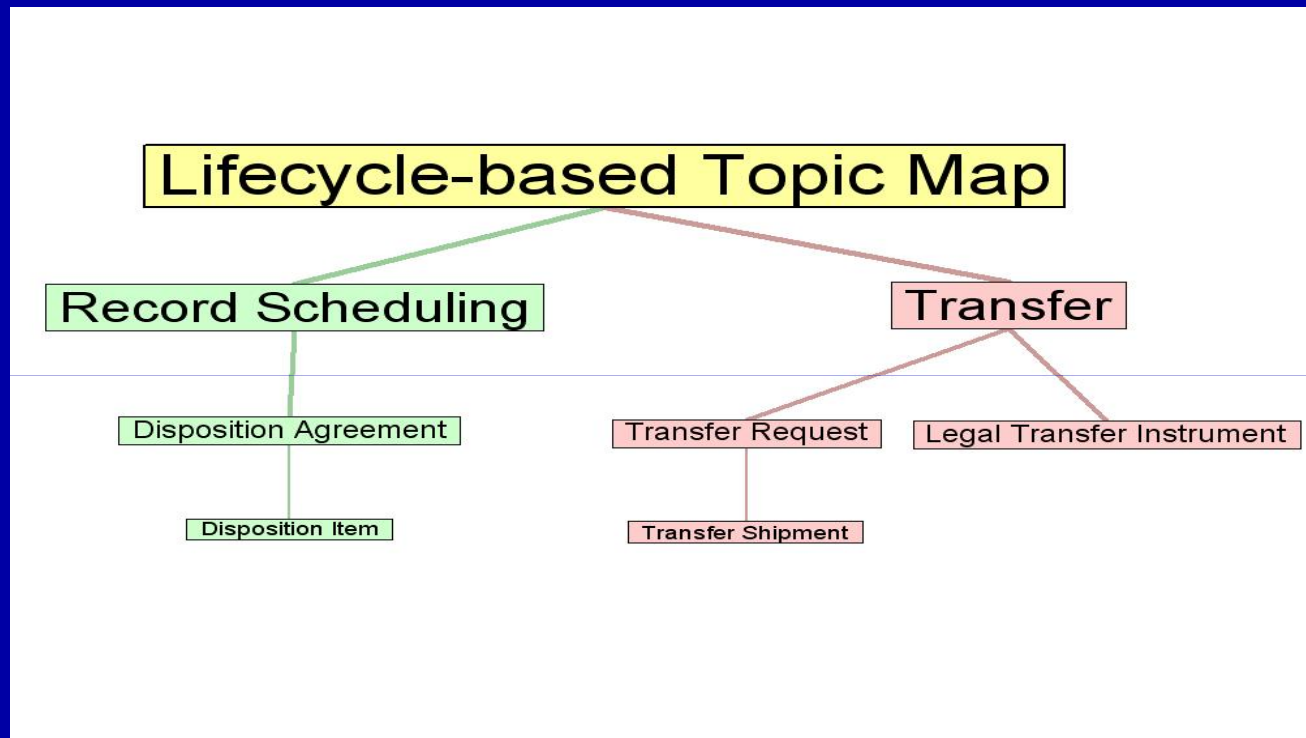 Lifecycle-based Topic Map
Record Scheduling
Transfer
Disposition Agreement
Transfer Request
Legal Transfer Instrument
Disposition Item
Transfer Shipment